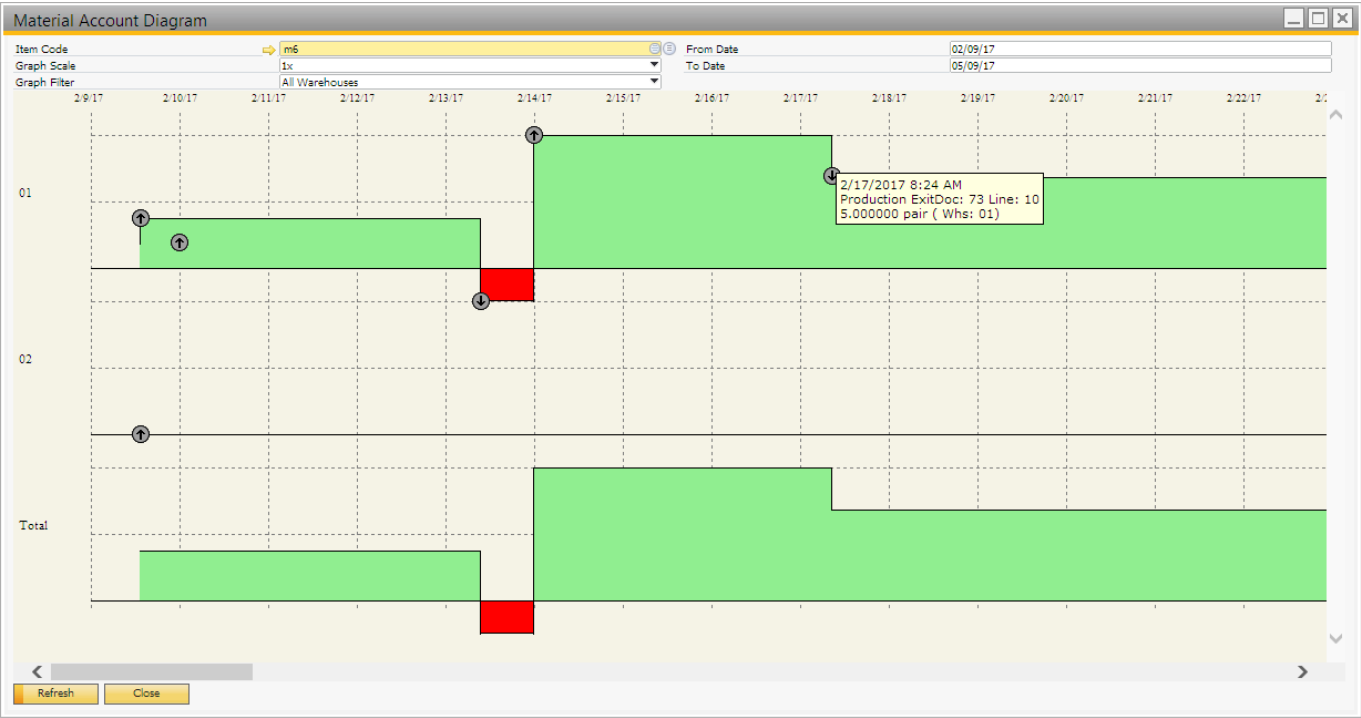 Material Account Diagram
Item Code m6 From Date 02/09/17
Graph Scale 1x To Date 05/09/17
Graph Filter All Warehouses
2/9/17 2/10/17 2/11/17 2/12/17 2/13/17 2/14/17 2/15/17 2/16/17 2/17/17 2/18/17 2/19/17 2/20/17 2/21/17 2/22/17
01
2/17/2017 8:24 AM
Production ExitDoc: 73 Line: 10
5.000000 pair ( Whs: 01)
02
Total
Refresh Close